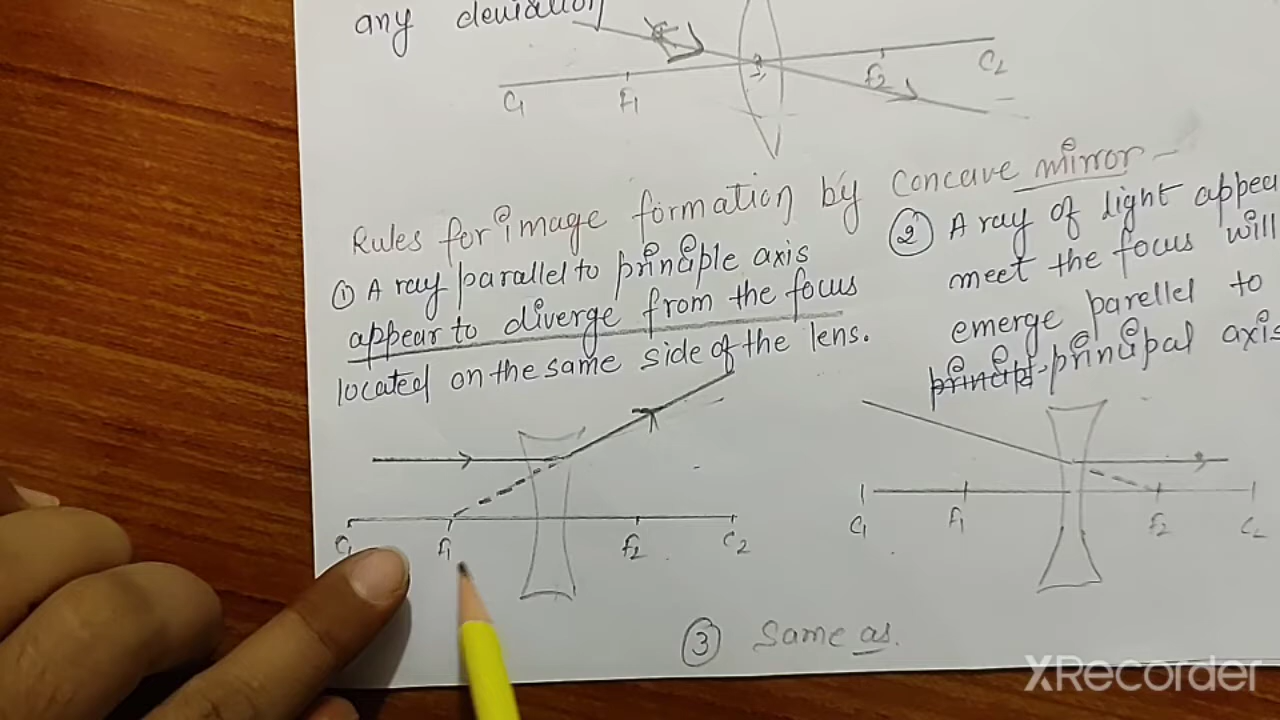 any deviation
C1 F1 F2 C2
Rules for image formation by Concave mirror -
① A ray parallel to principle axis
appear to diverge from the focus
located on the same side of the lens.
② A ray of light appea
meet the focus will
emerge parellel to
principal axis
C1 F1 F2 C2
C1 F1 F2 C2
③ Same as.
XRecorder